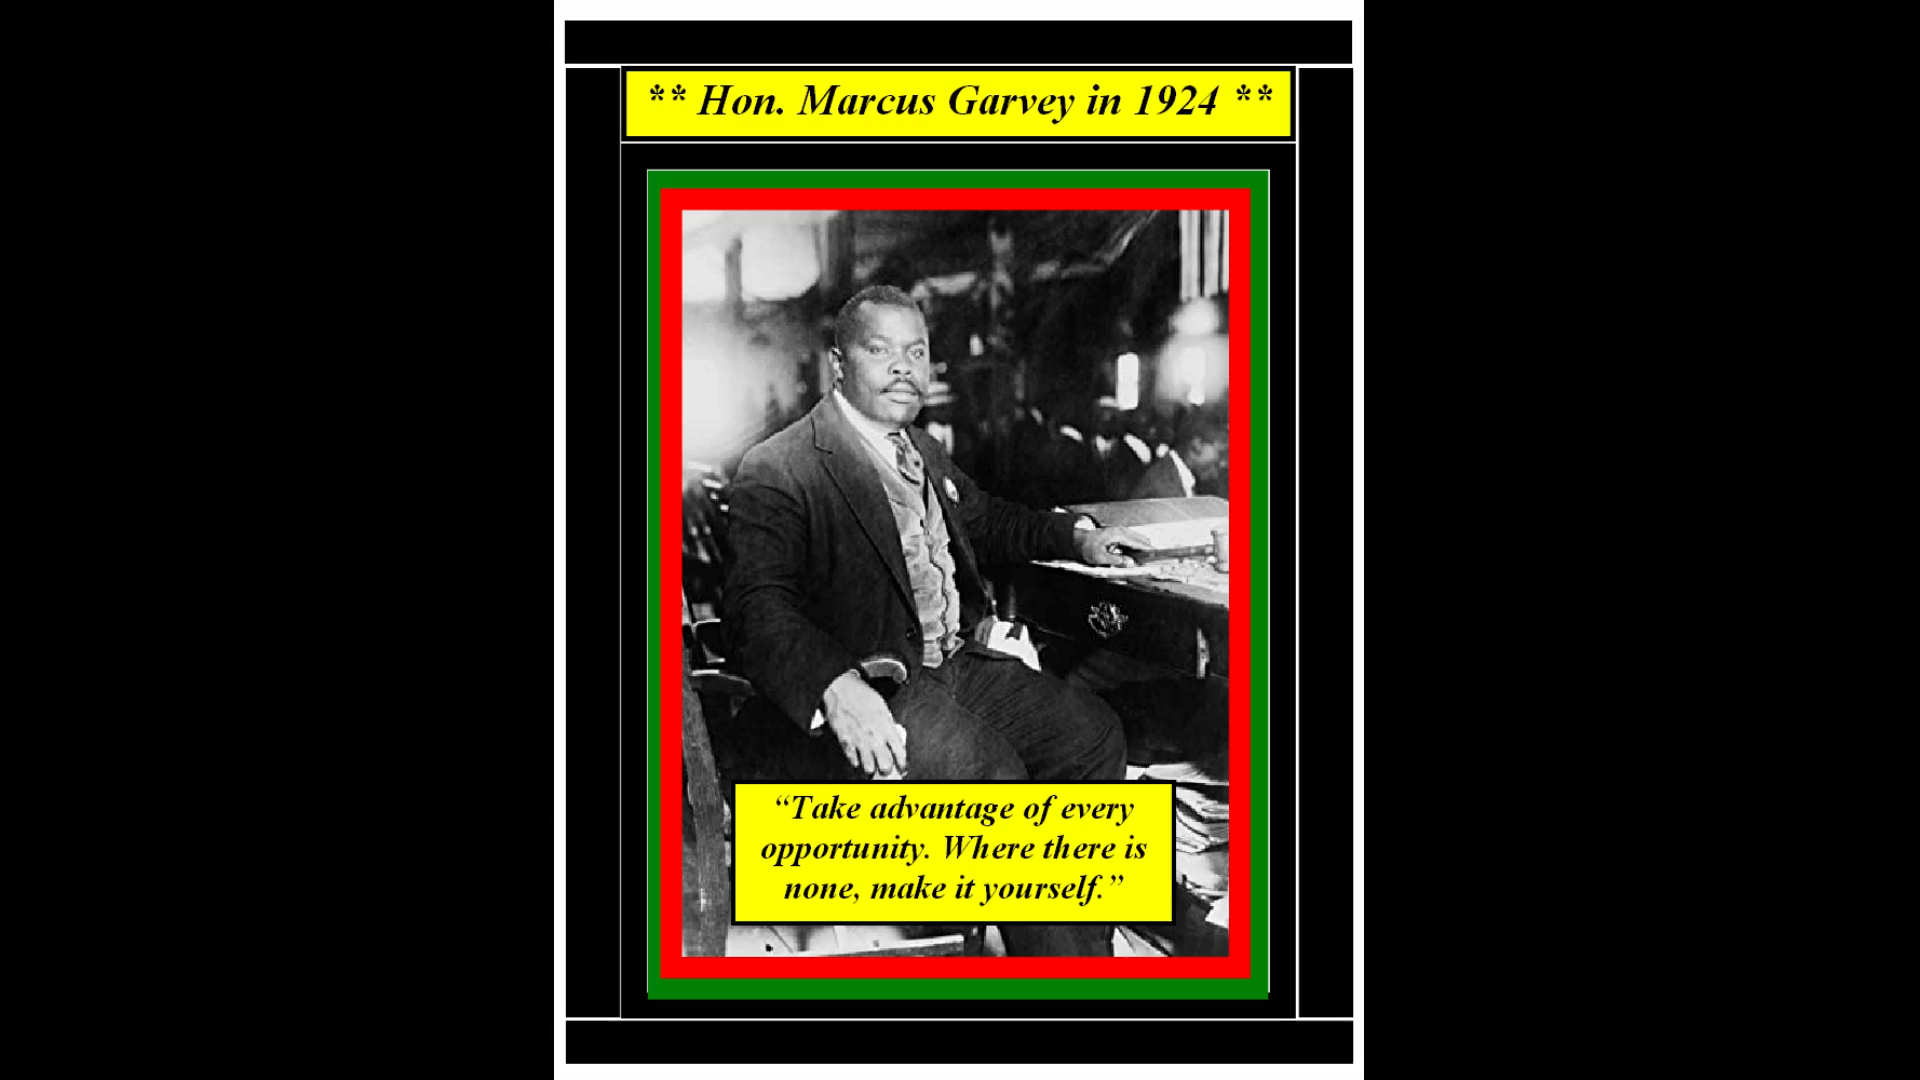 ** Hon. Marcus Garvey in 1924 **
“Take advantage of every
opportunity. Where there is
none, make it yourself.”